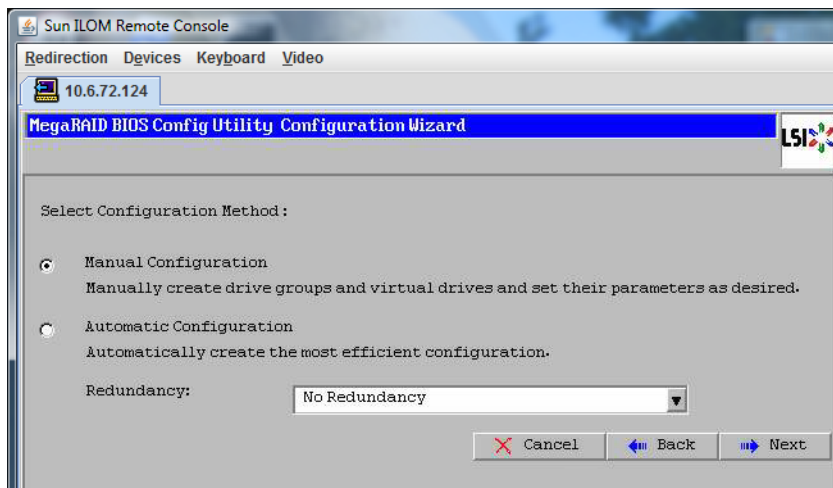 Sun ILOM Remote Console
Redirection Devices Keyboard Video
10.6.72.124
MegaRAID BIOS Config Utility Configuration Wizard
LSI
Select Configuration Method:
Manual Configuration
Manually create drive groups and virtual drives and set their parameters as desired.
Automatic Configuration
Automatically create the most efficient configuration.
Redundancy: No Redundancy
Cancel Back Next